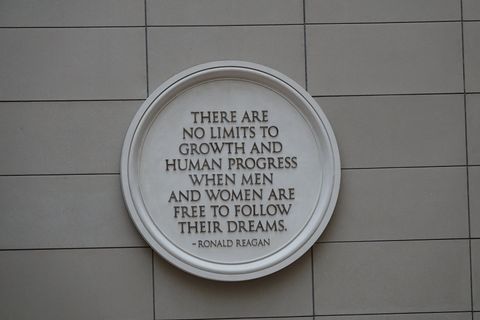 THERE ARE
NO LIMITS TO
GROWTH AND
HUMAN PROGRESS
WHEN MEN
AND WOMEN ARE
FREE TO FOLLOW
THEIR DREAMS.
– RONALD REAGAN